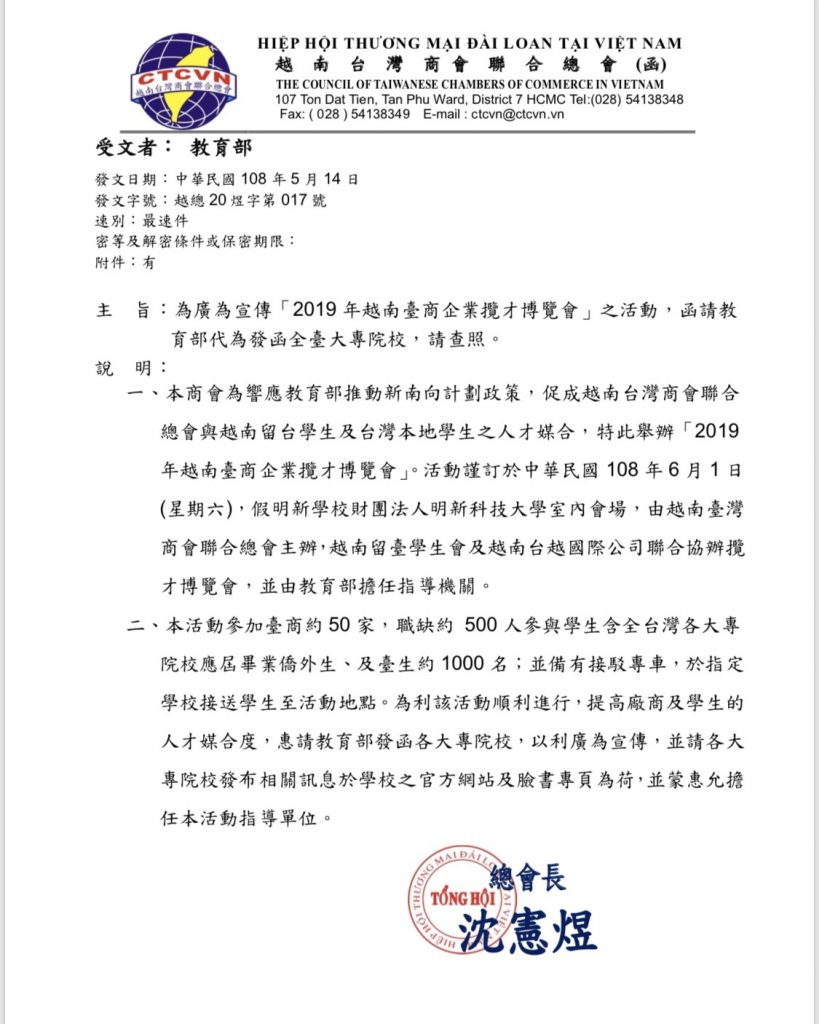 HIỆP HỘI THƯƠNG MẠI ĐÀI LOAN TẠI VIỆT NAM
越南台灣商會聯合總會 (函)
THE COUNCIL OF TAIWANESE CHAMBERS OF COMMERCE IN VIETNAM
107 Ton Dat Tien, Tan Phu Ward, District 7 HCMC Tel:(028) 54138348
Fax: ( 028 ) 54138349 E-mail : ctcvn@ctcvn.vn
CTCVN
越南台灣商會聯合總會
受文者： 教育部
發文日期：中華民國 108 年 5 月 14 日
發文字號：越總 20 煜字第 017 號
速別：最速件
密等及解密條件或保密期限：
附件：有
主 旨：為廣為宣傳「2019 年越南臺商企業攬才博覽會」之活動，函請教
育部代為發函全臺大專院校，請查照。
說 明：
一、本商會為響應教育部推動新南向計劃政策，促成越南台灣商會聯合
總會與越南留台學生及台灣本地學生之人才媒合，特此舉辦「2019
年越南臺商企業攬才博覽會」。活動謹訂於中華民國 108 年 6 月 1 日
(星期六)，假明新學校財團法人明新科技大學室內會場，由越南臺灣
商會聯合總會主辦，越南留臺學生會及越南台越國際公司聯合協辦攬
才博覽會，並由教育部擔任指導機關。
二、本活動參加臺商約 50 家，職缺約 500 人參與學生含全台灣各大專
院校應屆畢業僑外生、及臺生約 1000 名；並備有接駁專車，於指定
學校接送學生至活動地點。為利該活動順利進行，提高廠商及學生的
人才媒合度，惠請教育部發函各大專院校，以利廣為宣傳，並請各大
專院校發布相關訊息於學校之官方網站及臉書專頁為荷，並蒙惠允擔
任本活動指導單位。
HIỆP HỘI THƯƠNG MẠI ĐÀI LOAN TẠI VIỆT NAM
TỔNG HỘI
總會長
沈憲煜